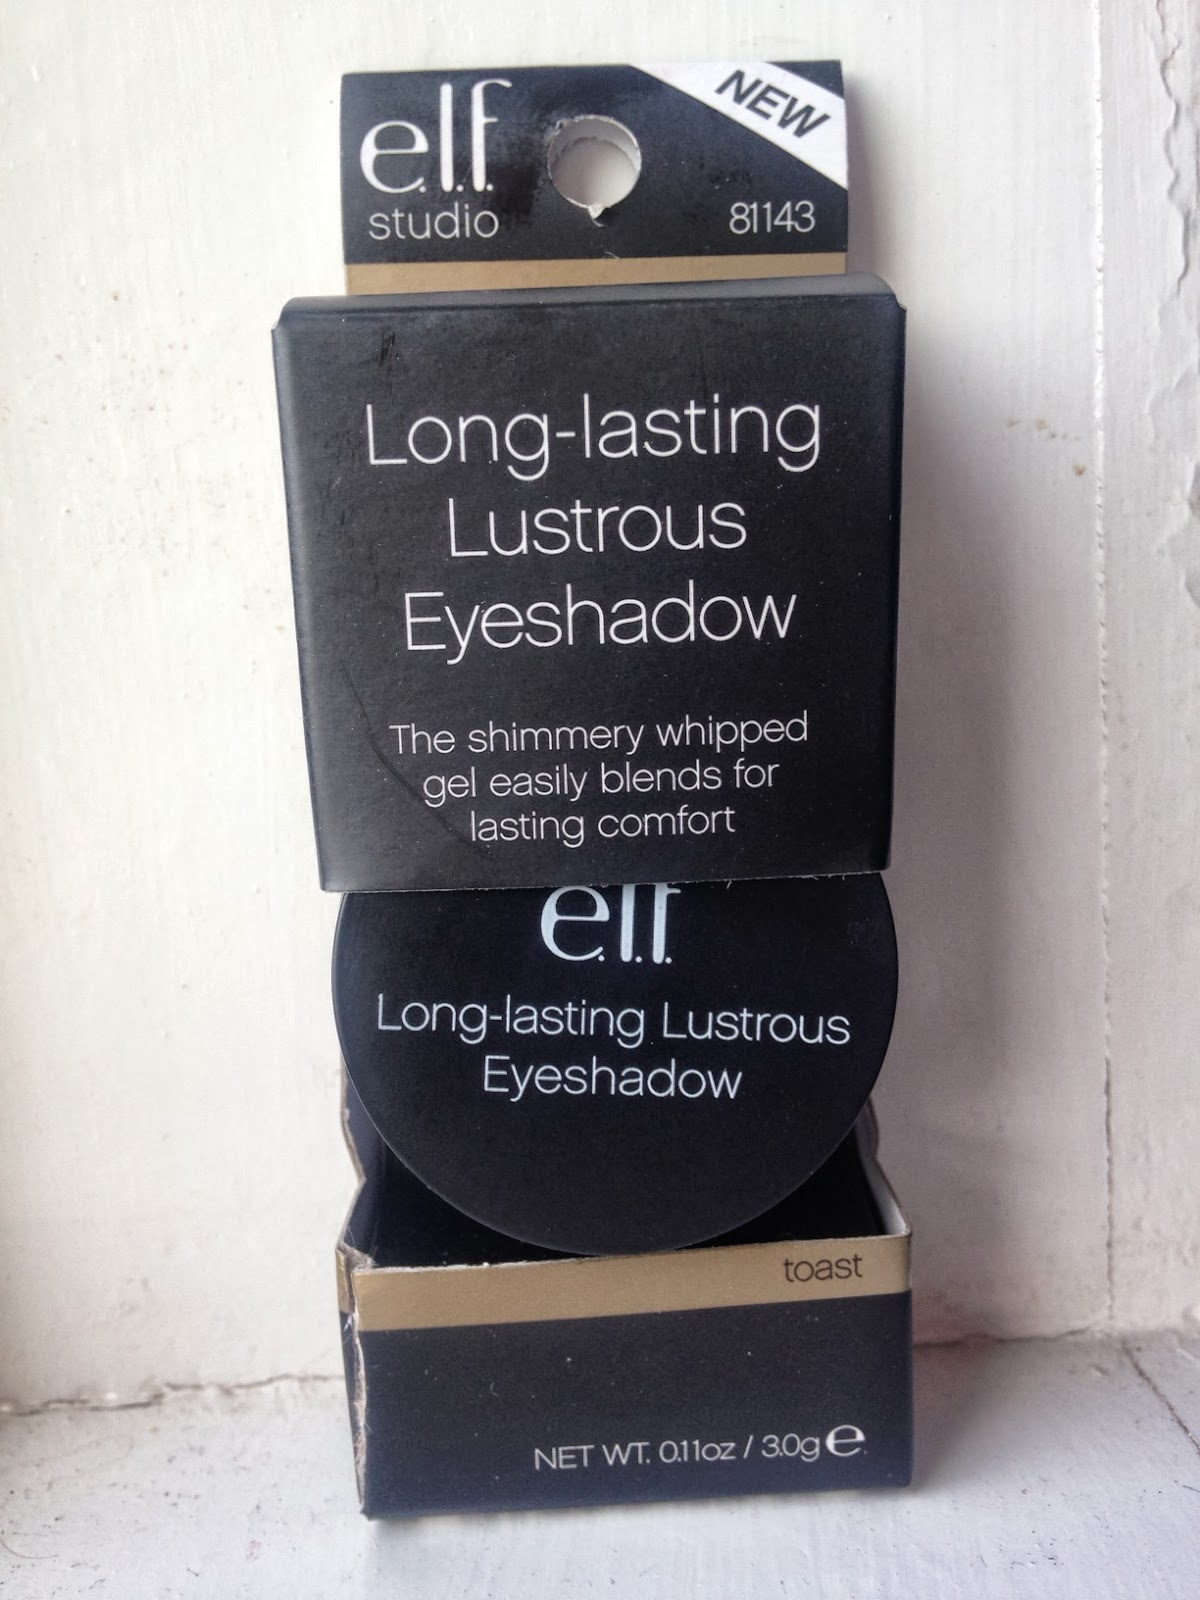 e.l.f.
studio
NEW
81143
Long-lasting
Lustrous
Eyeshadow
The shimmery whipped
gel easily blends for
lasting comfort
e.l.f.
Long-lasting Lustrous
Eyeshadow
toast
NET WT. 0.11oz / 3.0g ℮